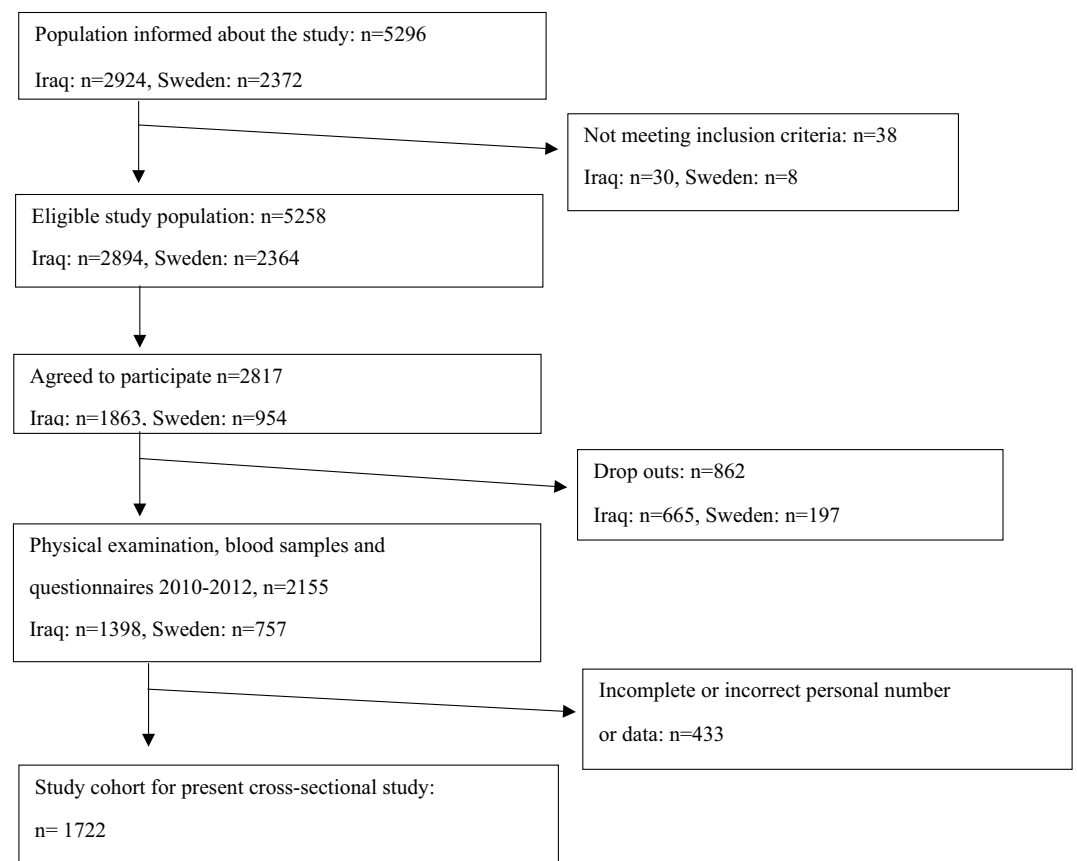 Population informed about the study: n=5296
Iraq: n=2924, Sweden: n=2372
Not meeting inclusion criteria: n=38
Iraq: n=30, Sweden: n=8
Eligible study population: n=5258
Iraq: n=2894, Sweden: n=2364
Agreed to participate n=2817
Iraq: n=1863, Sweden: n=954
Drop outs: n=862
Iraq: n=665, Sweden: n=197
Physical examination, blood samples and
questionnaires 2010-2012, n=2155
Iraq: n=1398, Sweden: n=757
Incomplete or incorrect personal number
or data: n=433
Study cohort for present cross-sectional study:
n= 1722